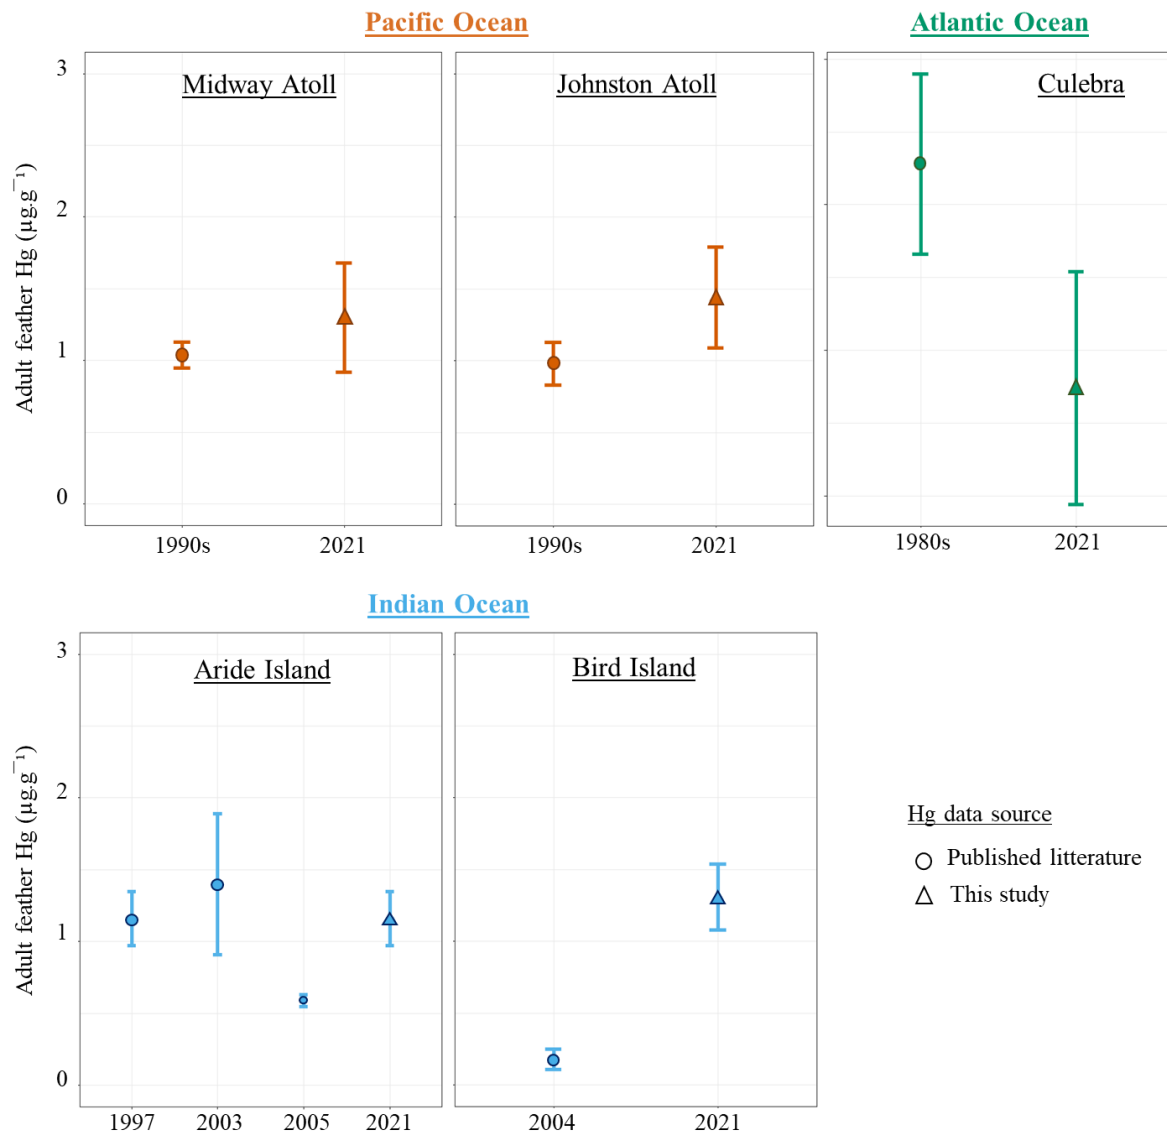 Pacific Ocean
Atlantic Ocean
Midway Atoll
Johnston Atoll
Culebra
Adult feather Hg (µg.g⁻¹)
3
2
1
0
1990s
2021
1990s
2021
1980s
2021
Indian Ocean
Aride Island
Bird Island
Adult feather Hg (µg.g⁻¹)
3
2
1
0
1997
2003
2005
2021
2004
2021
Hg data source
Published litterature
This study